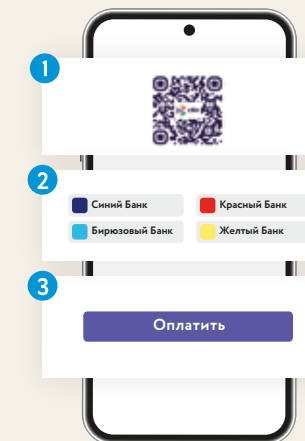 1
2
Синий Банк
Красный Банк
Бирюзовый Банк
Желтый Банк
3
Оплатить